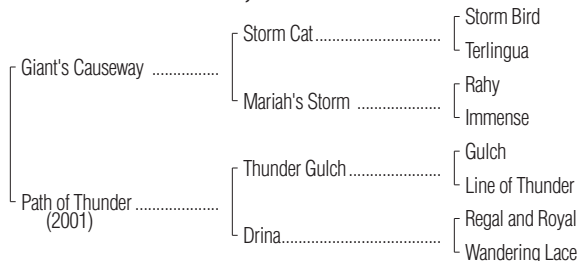 Storm Bird
Storm Cat
Terlingua
Giant's Causeway
Rahy
Mariah's Storm
Immense
Gulch
Thunder Gulch
Line of Thunder
Path of Thunder
(2001)
Regal and Royal
Drina
Wandering Lace